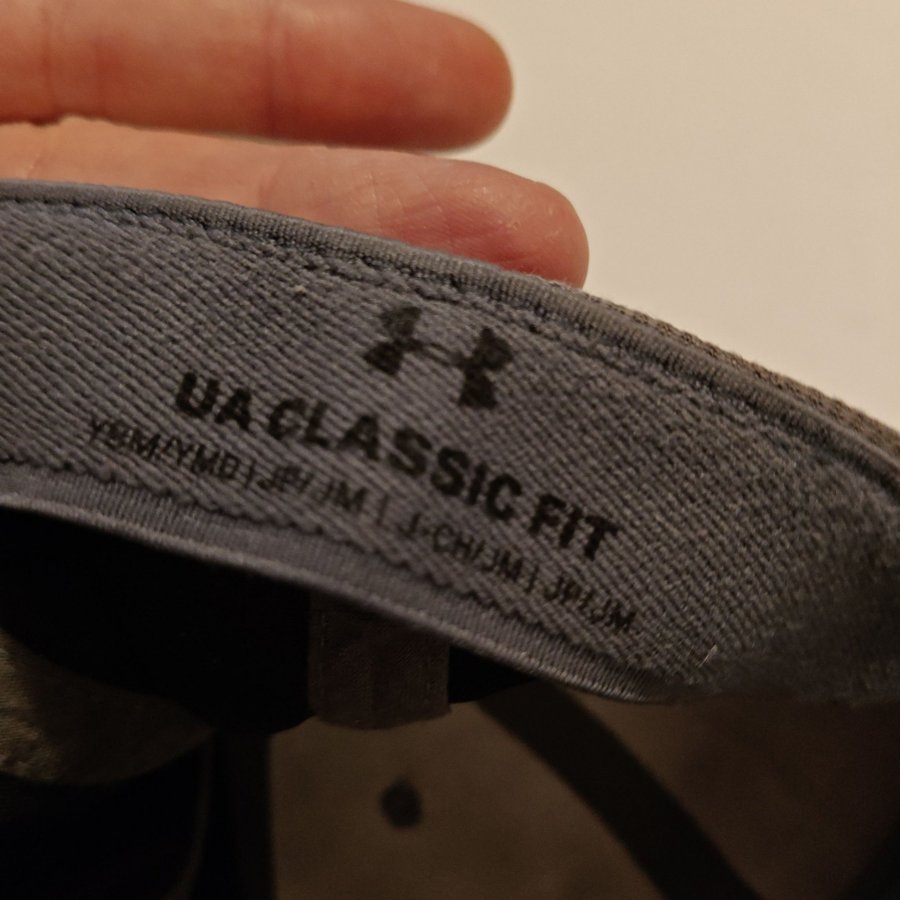 UA CLASSIC FIT
YSM/YMD | JP/JM | J-CH/JM | JP/JM